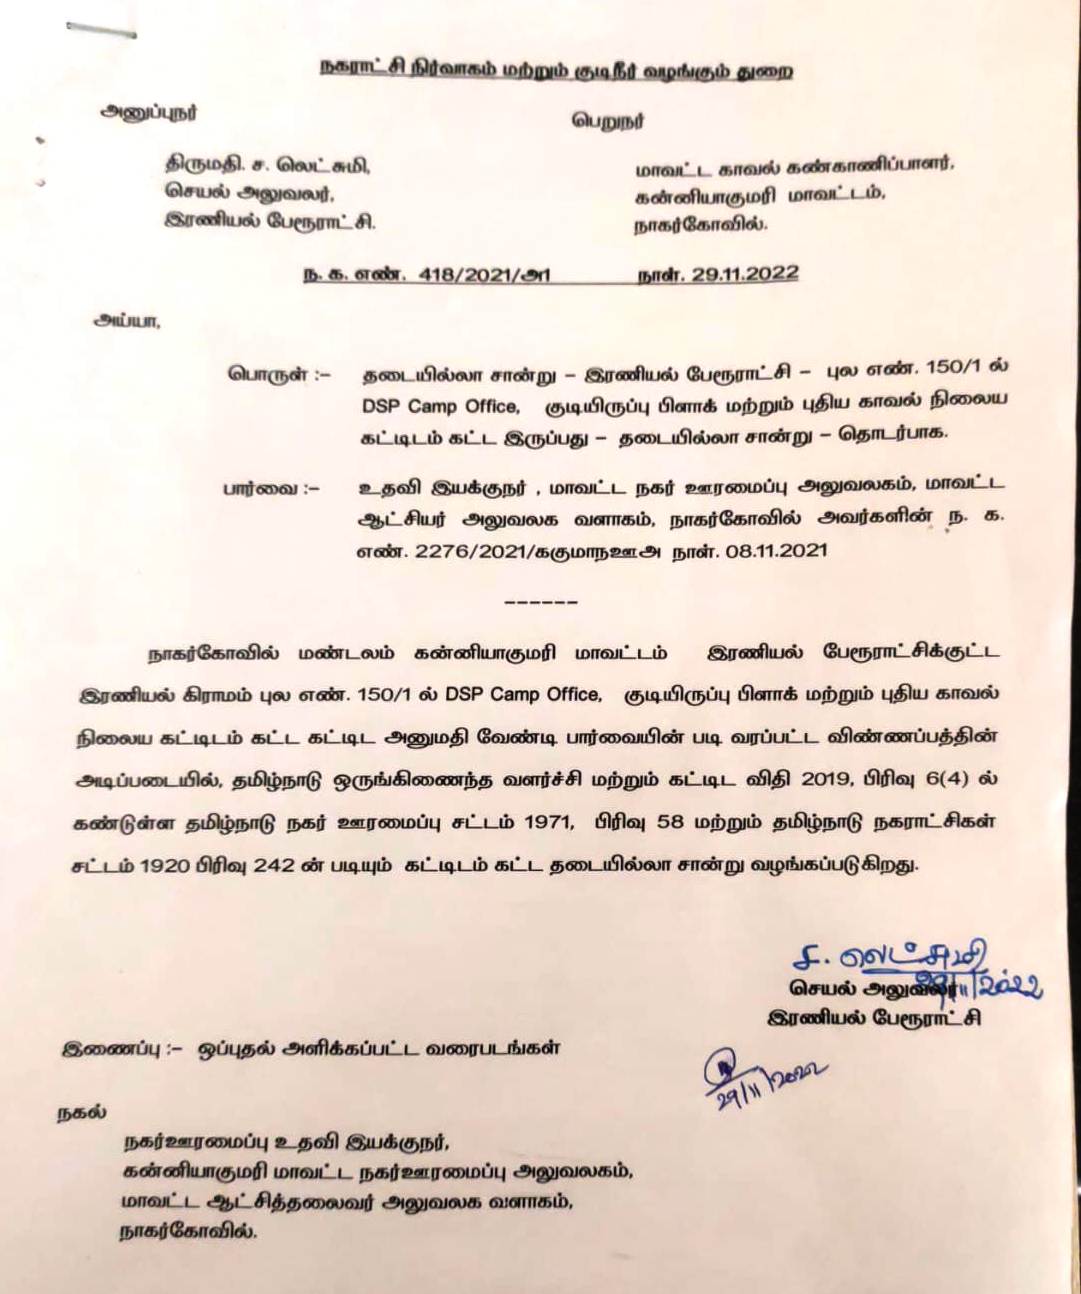 நகராட்சி நிர்வாகம் மற்றும் குடிநீர் வழங்கும் துறை
அனுப்புநர்
திருமதி. ச. லெட்சுமி,
செயல் அலுவலர்,
இரணியல் பேரூராட்சி.
பெறுநர்
மாவட்ட காவல் கண்காணிப்பாளர்,
கன்னியாகுமரி மாவட்டம்,
நாகர்கோவில்.
ந. க. எண். 418/2021/அ1 நாள். 29.11.2022
அய்யா,
பொருள் :- தடையில்லா சான்று – இரணியல் பேரூராட்சி – புல எண். 150/1 ல்
DSP Camp Office, குடியிருப்பு பிளாக் மற்றும் புதிய காவல் நிலைய
கட்டிடம் கட்ட இருப்பது – தடையில்லா சான்று – தொடர்பாக.
பார்வை :- உதவி இயக்குநர் , மாவட்ட நகர் ஊரமைப்பு அலுவலகம், மாவட்ட
ஆட்சியர் அலுவலக வளாகம், நாகர்கோவில் அவர்களின் ந. க.
எண். 2276/2021/ககுமாநஊஅ நாள். 08.11.2021
------
நாகர்கோவில் மண்டலம் கன்னியாகுமரி மாவட்டம் இரணியல் பேரூராட்சிக்குட்ட
இரணியல் கிராமம் புல எண். 150/1 ல் DSP Camp Office, குடியிருப்பு பிளாக் மற்றும் புதிய காவல்
நிலைய கட்டிடம் கட்ட கட்டிட அனுமதி வேண்டி பார்வையின் படி வரப்பட்ட விண்ணப்பத்தின்
அடிப்படையில், தமிழ்நாடு ஒருங்கிணைந்த வளர்ச்சி மற்றும் கட்டிட விதி 2019, பிரிவு 6(4) ல்
கண்டுள்ள தமிழ்நாடு நகர் ஊரமைப்பு சட்டம் 1971, பிரிவு 58 மற்றும் தமிழ்நாடு நகராட்சிகள்
சட்டம் 1920 பிரிவு 242 ன் படியும் கட்டிடம் கட்ட தடையில்லா சான்று வழங்கப்படுகிறது.
ச. லெட்சுமி
29/11/2022
செயல் அலுவலர்
இரணியல் பேரூராட்சி
இணைப்பு :- ஒப்புதல் அளிக்கப்பட்ட வரைபடங்கள்
29/11/2022
நகல்
நகர்ஊரமைப்பு உதவி இயக்குநர்,
கன்னியாகுமரி மாவட்ட நகர்ஊரமைப்பு அலுவலகம்,
மாவட்ட ஆட்சித்தலைவர் அலுவலக வளாகம்,
நாகர்கோவில்.